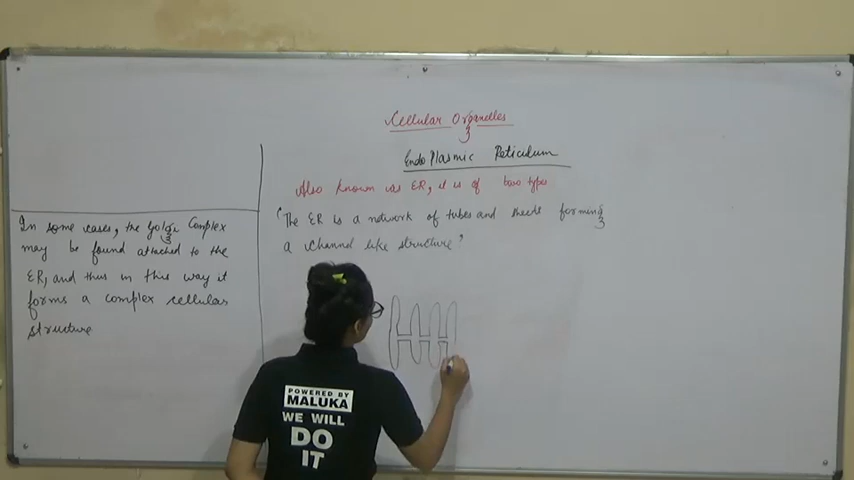 Cellular Organelles
EndoPlasmic Reticulum
Also known as ER, it is of two types
"The ER is a network of tubes and sheets forming
a channel like structure"
In some cases, the Golgi Complex
may be found attached to the
ER, and thus in this way it
forms a complex cellular
structure
POWERED BY
MALUKA
WE WILL
DO
IT